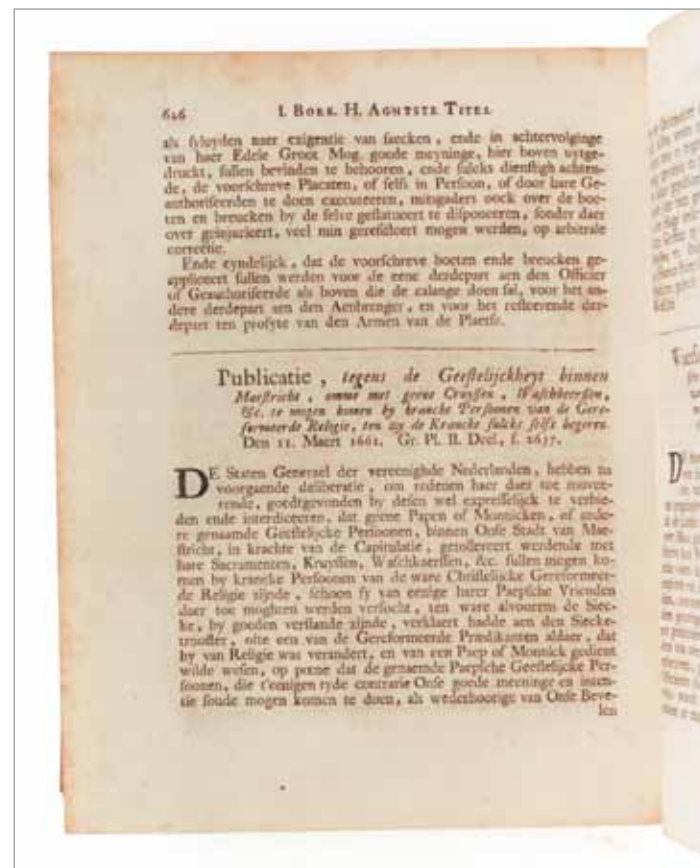 646 I. BOEK. H. ACHTSTE TITEL
als syluyden naer exigentie van saecken, ende in achtervolginge
van haer Edele Groot Mog. goede meyninge, hier boven uytge-
druckt, sullen bevinden te behooren, ende sulcks dienstigh achten-
de, de voorschreve Placaten, of selfs in Persoon, of door hare Ge-
authoriseerden te doen executeeren, mitsgaders oock over de boe-
ten en breucken by de selve gestatueert te disponeeren, sonder daer
over geinjurieert, veel min geresisteert mogen werden, op arbitrale
correctie.
Ende eyndelijck, dat de voorschreve boeten ende breucken ge-
appliceert sullen werden voor de eene derdepart aen den Officier
of Geauthoriseerde als boven die de calange doen sal, voor het an-
dere derdepart aen den Aenbrenger, en voor het resteerende der-
depart ten profyte van den Armen van de Plaetse.
Publicatie, tegens de Geestelijckheyt binnen
Maestricht, omme met geene Cruyssen, Waschkeerssen,
&c. te mogen komen by krancke Persoonen van de Gere-
formeerde Religie, ten zy de Krancke sulcks selfs begeren.
Den 11. Maert 1661. Gr. Pl. II. Deel, f. 2637.
DE Staten Generael der vereenighde Nederlanden, hebben na
voorgaende deliberatie, om redenen haer daer toe movee-
rende, goedtgevonden by desen wel expresselijck te verbie-
den ende interdiceeren, dat geene Papen of Monnicken, of ande-
re genaamde Geestelijcke Persoonen, binnen Onse Stadt van Mae-
stricht, in krachte van de Capitulatie, getollereert werdende met
hare Sacramenten, Kruyssen, Waschkaerssen, &c. sullen mogen ko-
men by krancke Persoonen van de ware Christelijcke Gereformeer-
de Religie zijnde, schoon sy van eenige harer Paepsche Vrienden
daer toe moghten werden versocht, ten ware alvoorens de Siec-
ke, by goeden verstande zijnde, verklaert hadde aen den Siecke-
trooster, ofte een van de Gereformeerde Prædikanten aldaer, dat
hy van Religie was verandert, en van een Paep of Monnick gedient
wilde wesen, op poene dat de genaemde Paepsche Geestelijcke Per-
soonen, die t'eenigen tyde contrarie Onse goede meeninge en inten-
tie soude mogen komen te doen, als wederhoorige van Onse Beve-
len